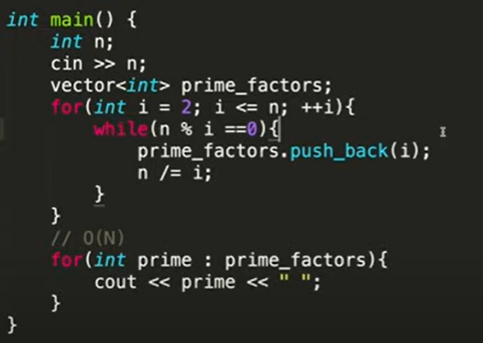 int main() {
    int n;
    cin >> n;
    vector<int> prime_factors;
    for(int i = 2; i <= n; ++i){
        while(n % i ==0){
            prime_factors.push_back(i);
            n /= i;
        }
    }
    // O(N)
    for(int prime : prime_factors){
        cout << prime << " ";
    }
}